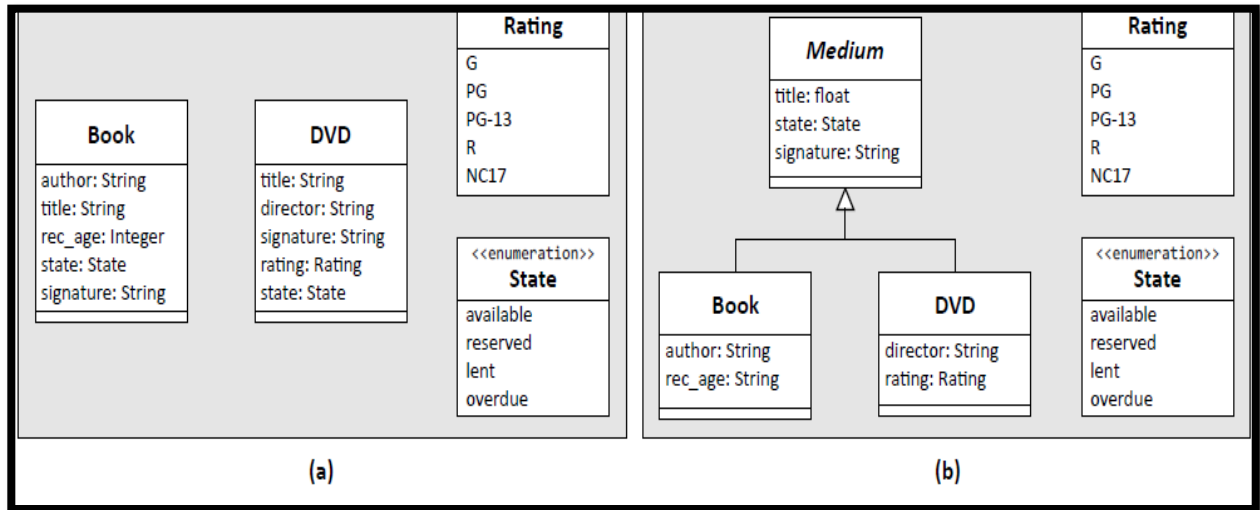 Book
author: String
title: String
rec_age: Integer
state: State
signature: String
DVD
title: String
director: String
signature: String
rating: Rating
state: State
Rating
G
PG
PG-13
R
NC17
<<enumeration>>
State
available
reserved
lent
overdue
(a)
Medium
title: float
state: State
signature: String
Book
author: String
rec_age: String
DVD
director: String
rating: Rating
Rating
G
PG
PG-13
R
NC17
<<enumeration>>
State
available
reserved
lent
overdue
(b)